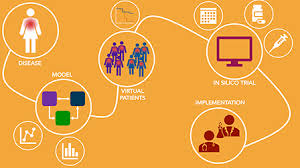 DISEASE
MODEL
VIRTUAL
PATIENTS
IN SILICO TRIAL
IMPLEMENTATION